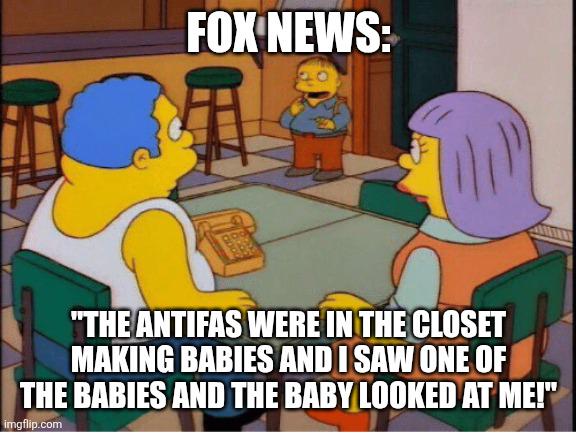 FOX NEWS:
"THE ANTIFAS WERE IN THE CLOSET
MAKING BABIES AND I SAW ONE OF
THE BABIES AND THE BABY LOOKED AT ME!"
imgflip.com